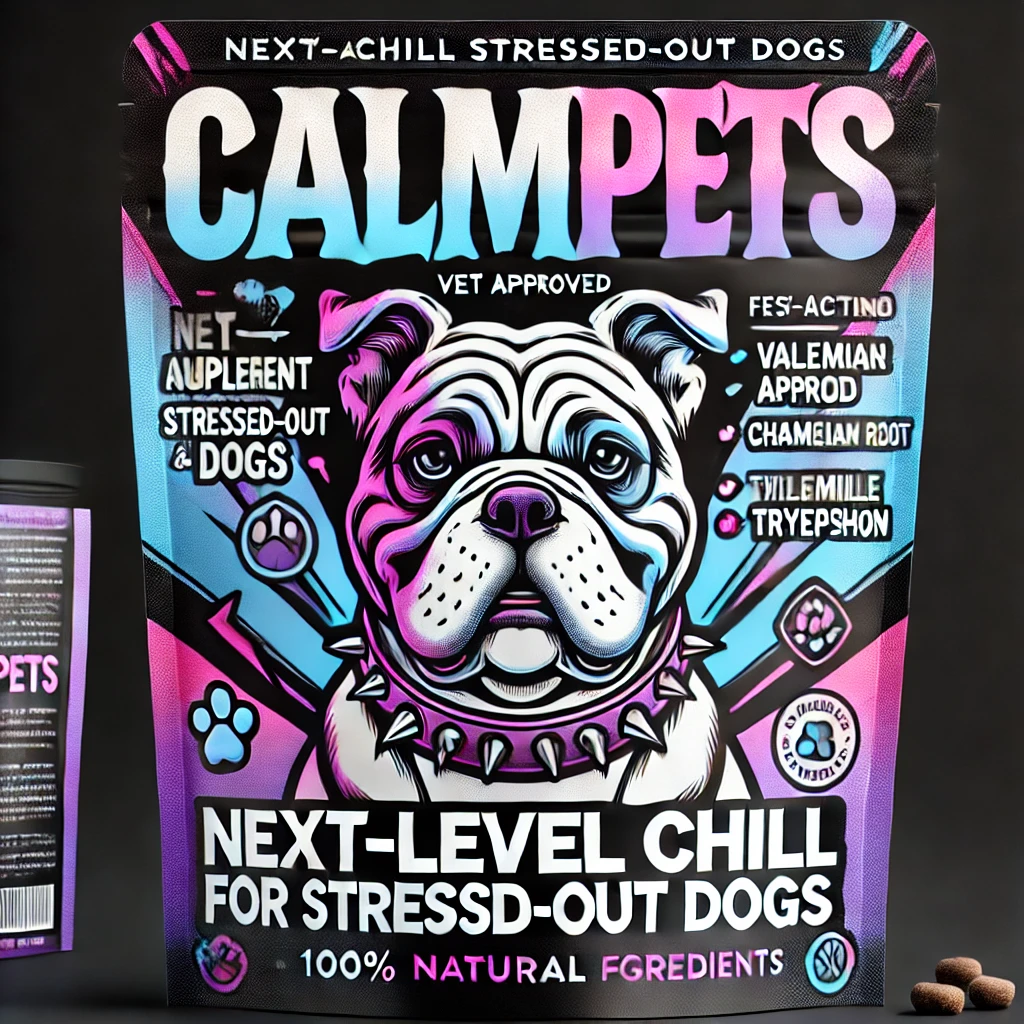 NEXT-ACHILL STRESSED-OUT DOGS
CALMPETS
VET APPROVED
NET
AUPLEFENT
STRESSED-OUT
& DOGS
FES'-ACTINO
VALEMIAN
APPROD
CHAMEIAN ROOT
TWILEMILLE
TRYEPSHON
PETS
NEXT-LEVEL CHILL
FOR STRESSD-OUT DOGS
100% NATURAL FGREDIENTS